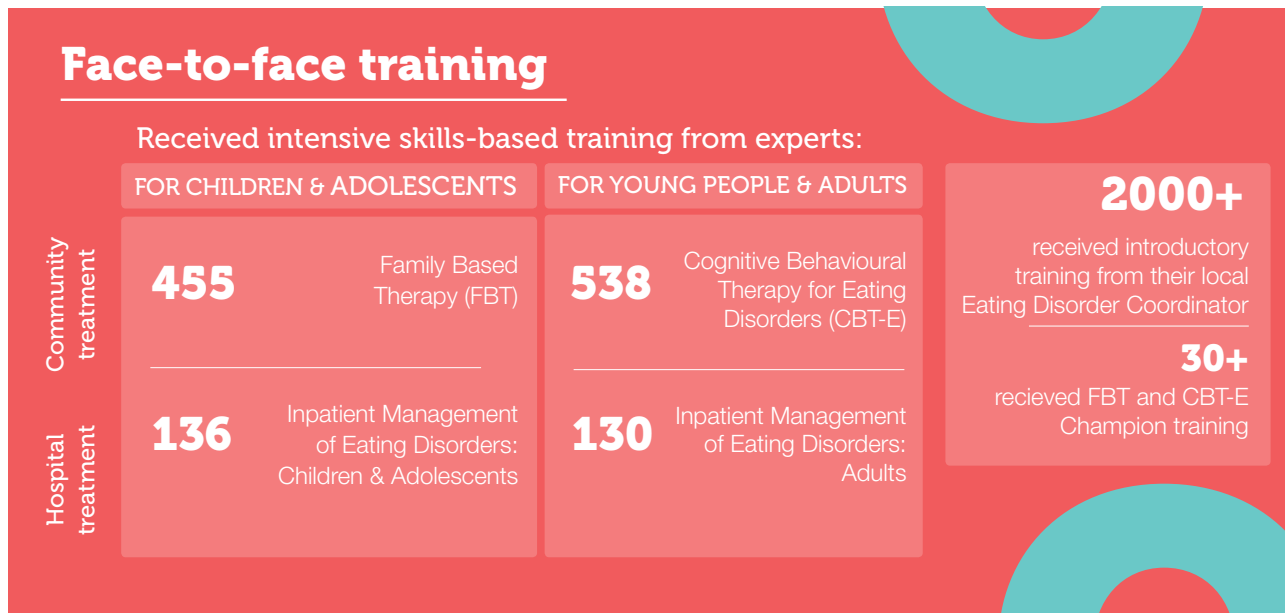 Face-to-face training
Received intensive skills-based training from experts:
FOR CHILDREN & ADOLESCENTS
FOR YOUNG PEOPLE & ADULTS
Community
treatment
455
Family Based
Therapy (FBT)
538
Cognitive Behavioural
Therapy for Eating
Disorders (CBT-E)
Hospital
treatment
136
Inpatient Management
of Eating Disorders:
Children & Adolescents
130
Inpatient Management
of Eating Disorders:
Adults
2000+
received introductory
training from their local
Eating Disorder Coordinator
30+
recieved FBT and CBT-E
Champion training